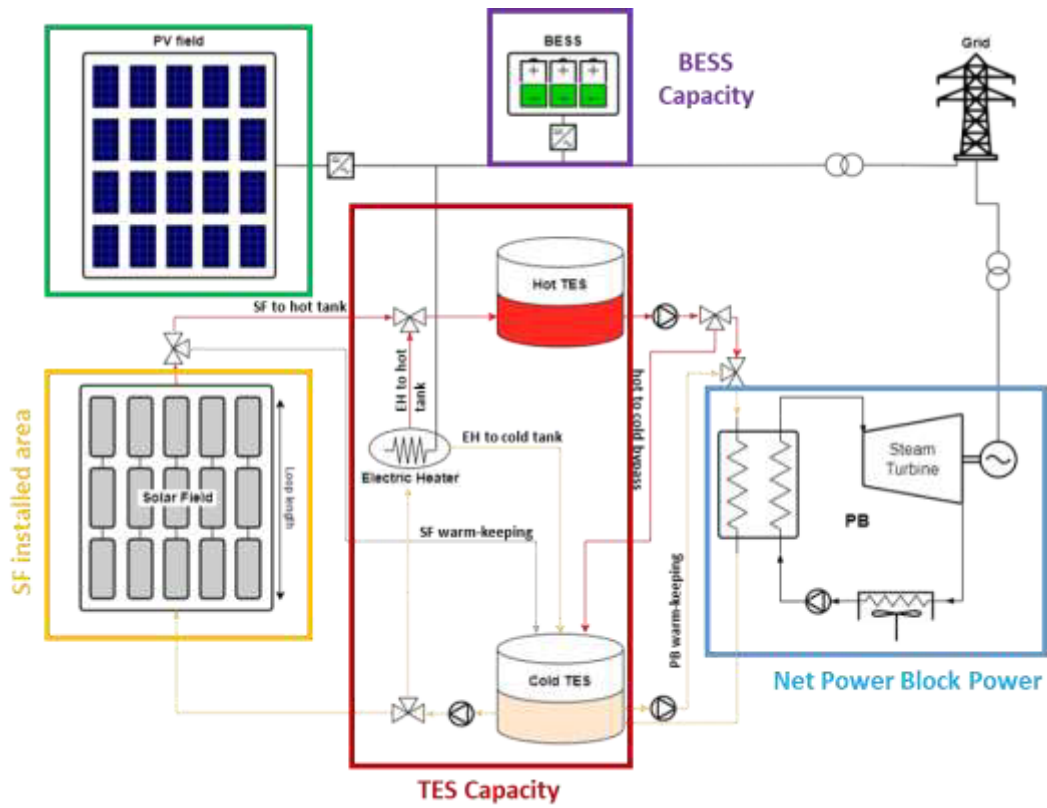 PV field
BESS
BESS
Capacity
Grid
SF to hot tank
Hot TES
EH to hot
tank
hot to cold bypass
EH to cold tank
Electric Heater
Steam
Turbine
Solar Field
Loop length
PB
SF installed area
SF warm-keeping
PB warm-keeping
Cold TES
Net Power Block Power
TES Capacity